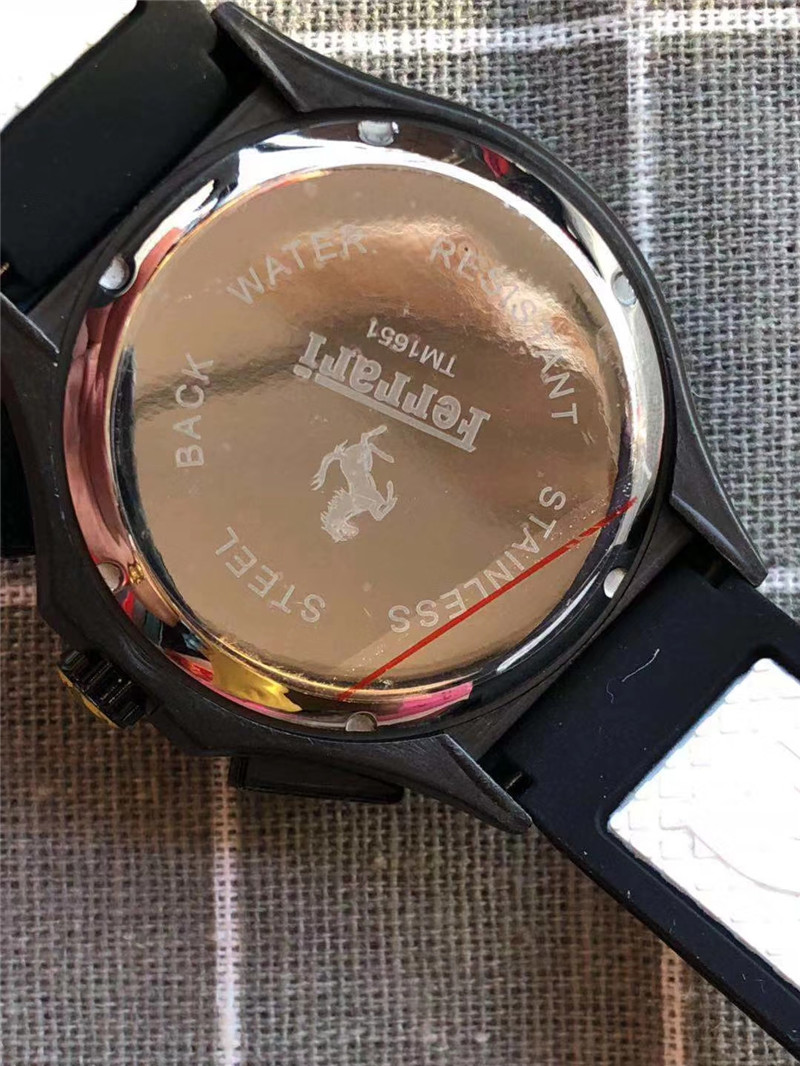 WATER RESISTANT
STAINLESS
STEEL BACK
Ferrari
TM1651